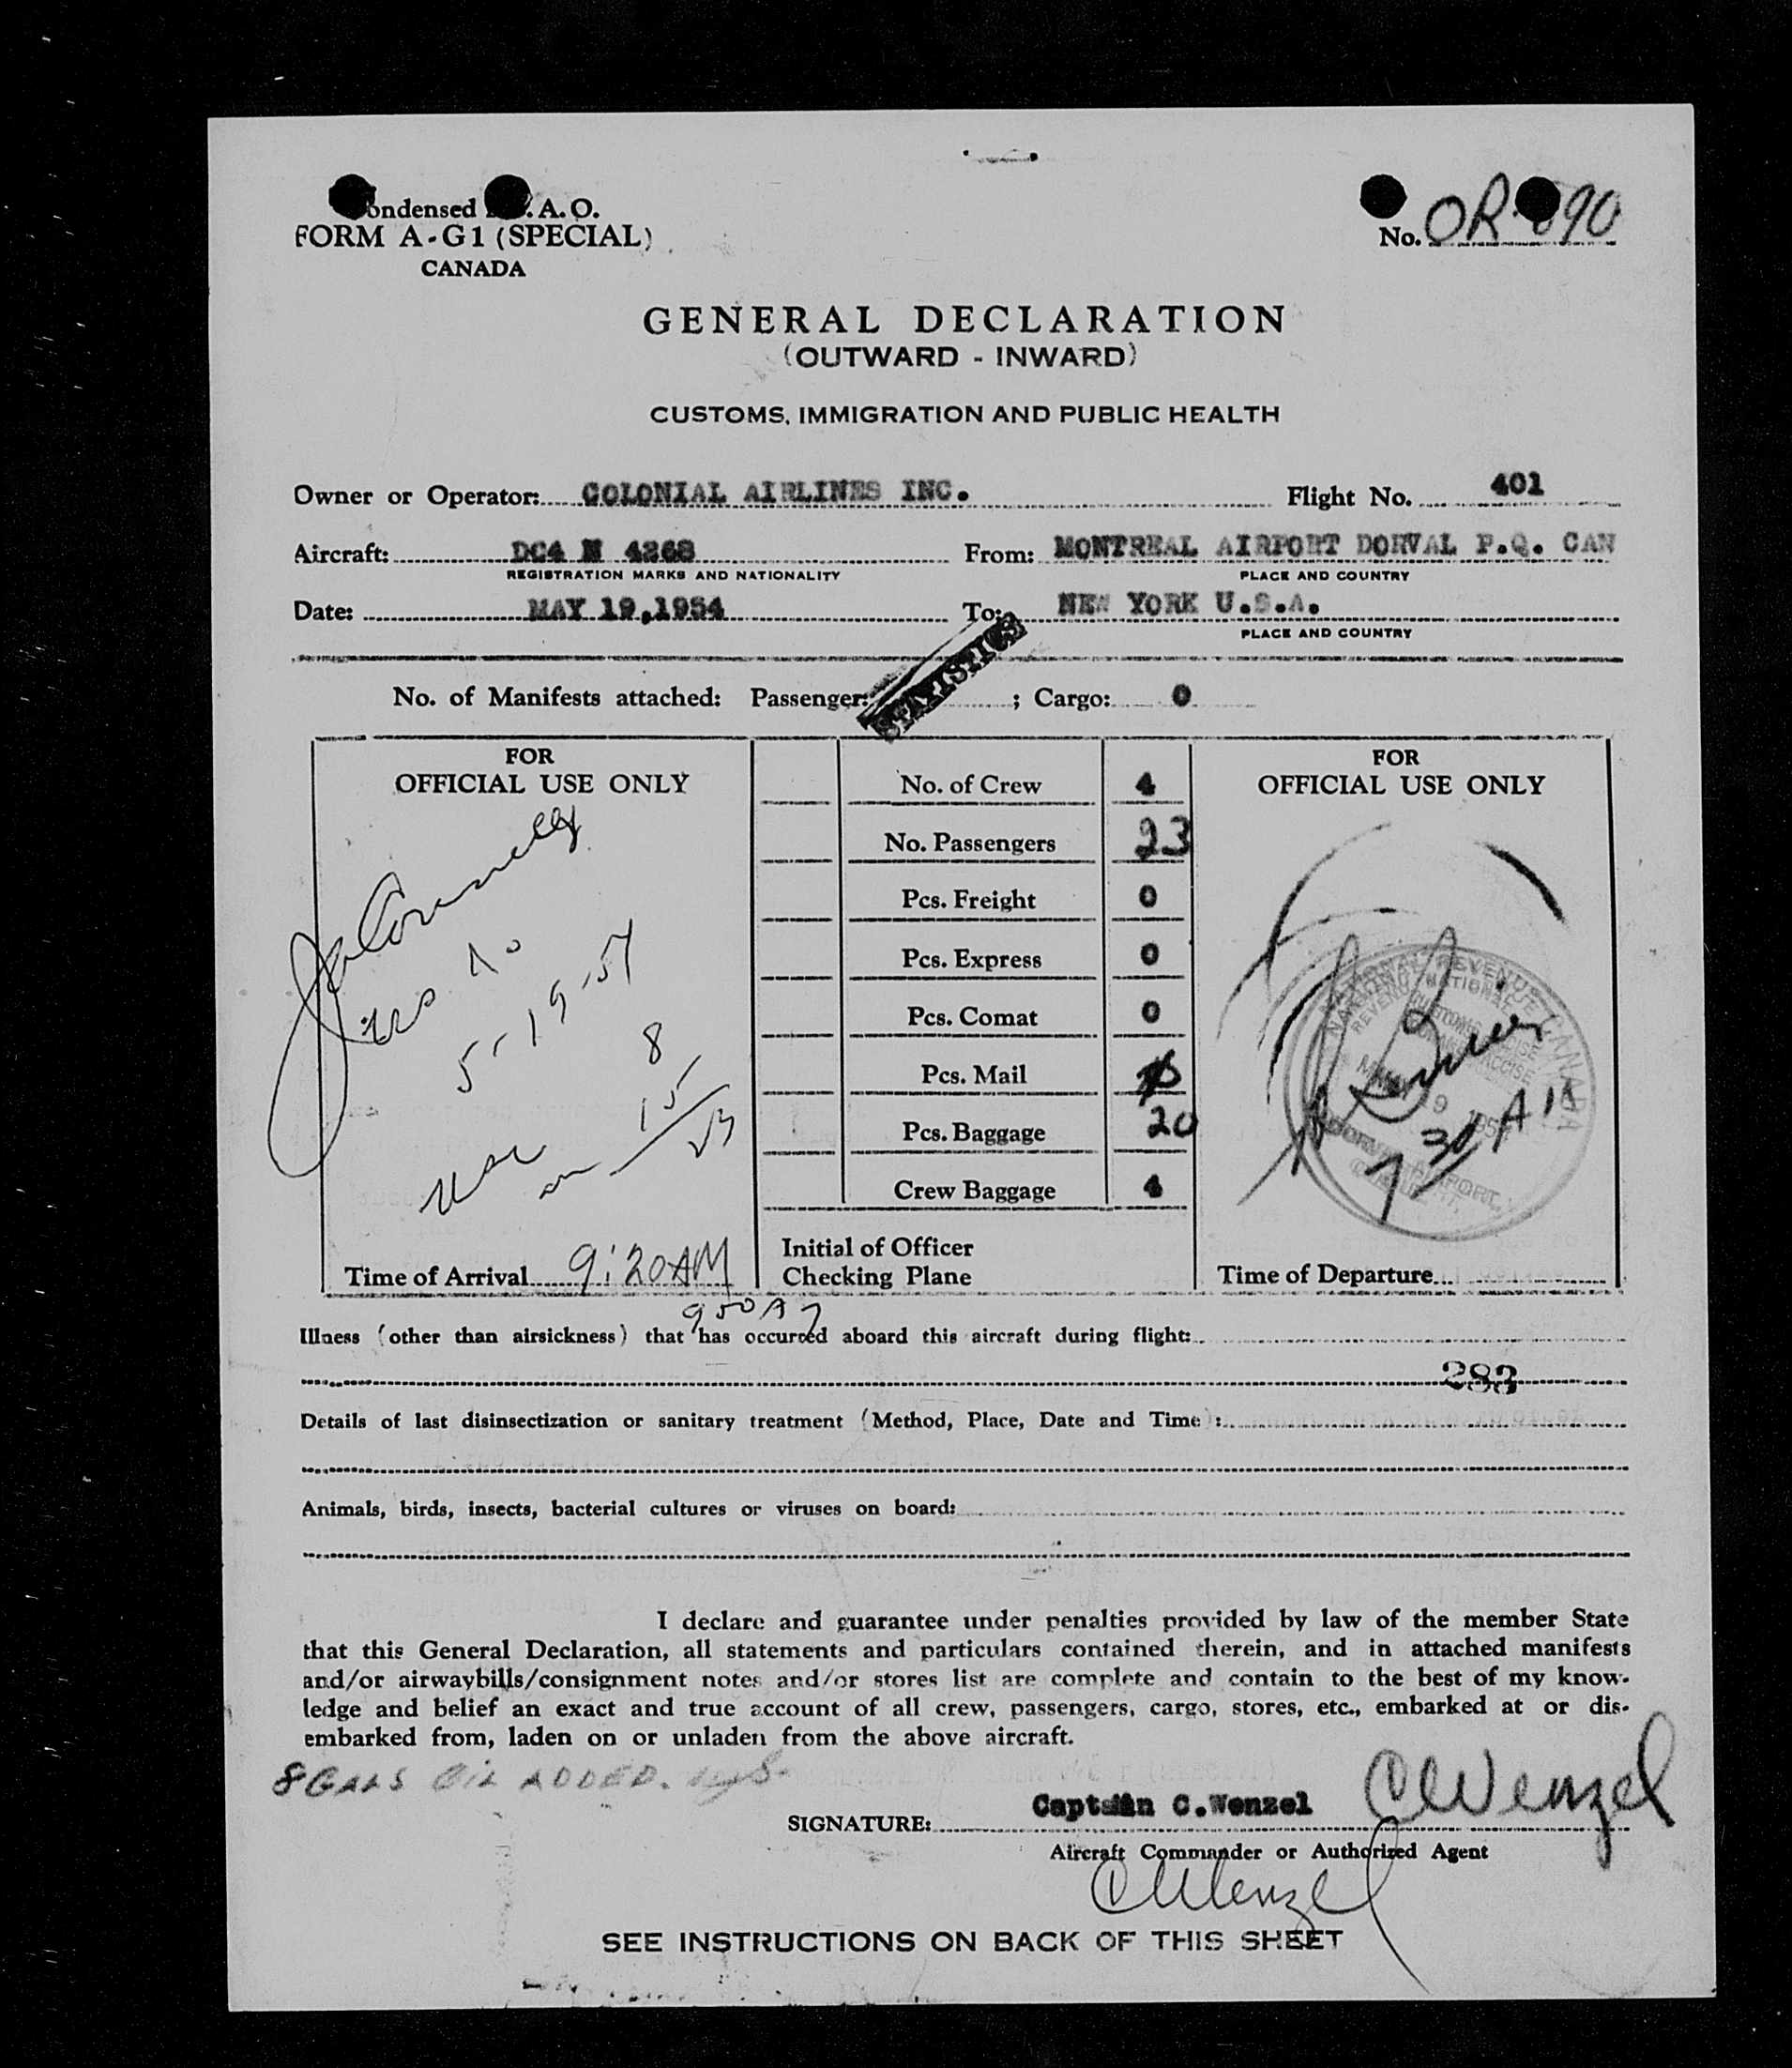 Condensed I.C.A.O.
FORM A-G1 (SPECIAL)
CANADA
No. OR 890
GENERAL DECLARATION
(OUTWARD - INWARD)
CUSTOMS, IMMIGRATION AND PUBLIC HEALTH
Owner or Operator: COLONIAL AIRLINES INC. Flight No. 401
Aircraft: DC4 N 4268 From: MONTREAL AIRPORT DORVAL P.Q. CAN
REGISTRATION MARKS AND NATIONALITY PLACE AND COUNTRY
Date: MAY 19,1954 To: NEW YORK U.S.A.
PLACE AND COUNTRY
STATISTICS
No. of Manifests attached: Passenger: ; Cargo: 0
FOR
OFFICIAL USE ONLY
5-19-54
8
15
23
Time of Arrival 9:20AM
950A
No. of Crew 4
No. Passengers 23
Pcs. Freight 0
Pcs. Express 0
Pcs. Comat 0
Pcs. Mail
Pcs. Baggage 20
Crew Baggage 4
Initial of Officer
Checking Plane
FOR
OFFICIAL USE ONLY
NATIONAL REVENUE CANADA
REVENUE NATIONAL
7 30 A
Time of Departure
Illness (other than airsickness) that has occurred aboard this aircraft during flight:
283
Details of last disinsectization or sanitary treatment (Method, Place, Date and Time):
Animals, birds, insects, bacterial cultures or viruses on board:
I declare and guarantee under penalties provided by law of the member State
that this General Declaration, all statements and particulars contained therein, and in attached manifests
and/or airwaybills/consignment notes and/or stores list are complete and contain to the best of my know-
ledge and belief an exact and true account of all crew, passengers, cargo, stores, etc., embarked at or dis-
embarked from, laden on or unladen from the above aircraft.
8 GALS OIL ADDED.
SIGNATURE: Captain C.Wenzel CWenzel
Aircraft Commander or Authorized Agent
CWenzel
SEE INSTRUCTIONS ON BACK OF THIS SHEET